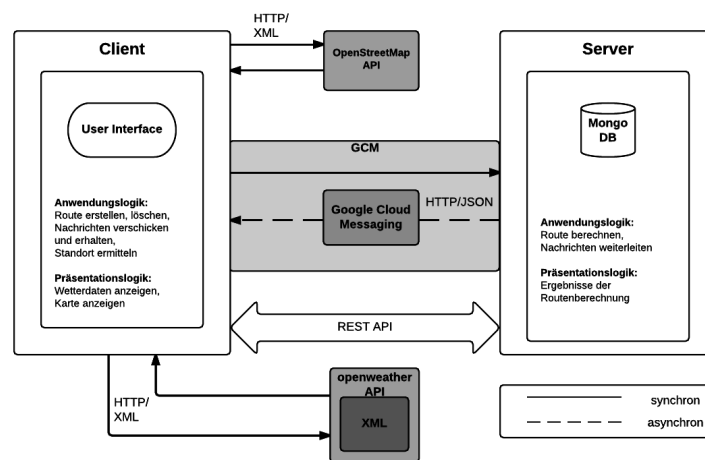 HTTP/
XML
Client
OpenStreetMap
API
Server
User Interface
Mongo
DB
GCM
HTTP/JSON
Google Cloud
Messaging
Anwendungslogik:
Route erstellen, löschen,
Nachrichten verschicken
und erhalten,
Standort ermitteln
Präsentationslogik:
Wetterdaten anzeigen,
Karte anzeigen
Anwendungslogik:
Route berechnen,
Nachrichten weiterleiten
Präsentationslogik:
Ergebnisse der
Routenberechnung
REST API
HTTP/
XML
openweather
API
XML
synchron
asynchron